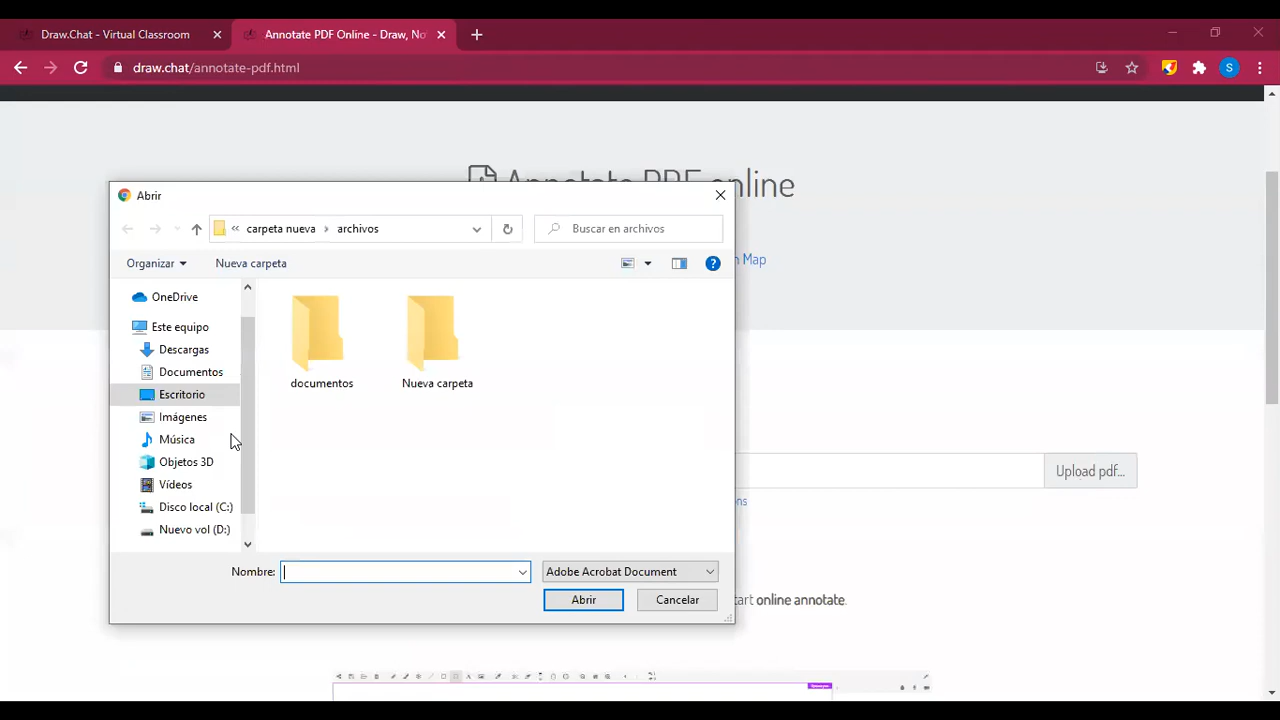 Draw.Chat - Virtual Classroom
Annotate PDF Online - Draw, No
draw.chat/annotate-pdf.html
S
Annotate PDF online
Map
Abrir
« carpeta nueva › archivos
Buscar en archivos
Organizar
Nueva carpeta
OneDrive
Este equipo
Descargas
Documentos
Escritorio
Imágenes
Música
Objetos 3D
Vídeos
Disco local (C:)
Nuevo vol (D:)
documentos
Nueva carpeta
Upload pdf...
Nombre:
Adobe Acrobat Document
Abrir
Cancelar
online annotate.